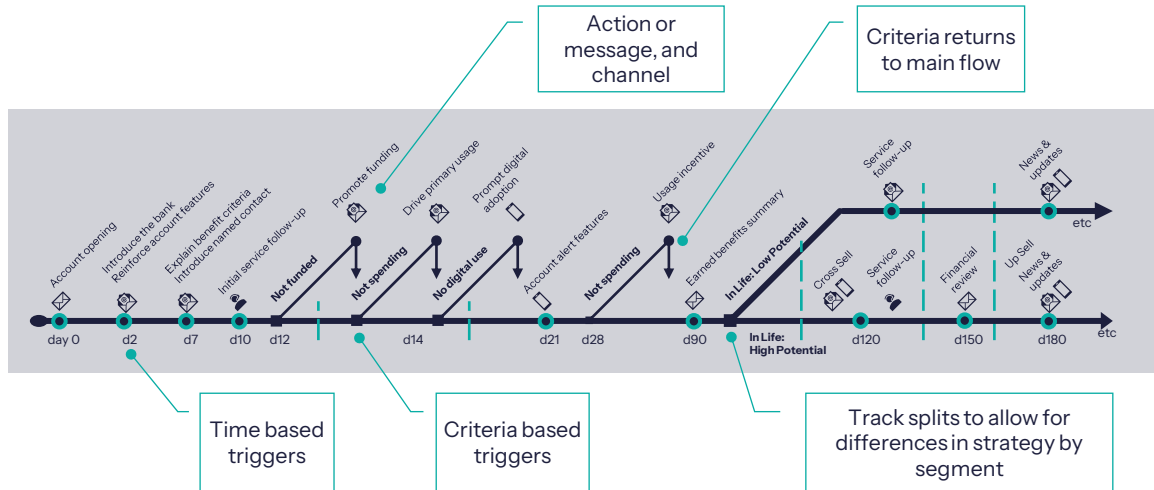 Action or
message, and
channel
Criteria returns
to main flow
Account opening
Introduce the bank
Reinforce account features
Explain benefit criteria
Introduce named contact
Initial service follow-up
Not funded
Promote funding
Not spending
Drive primary usage
No digital use
Prompt digital
adoption
Account alert features
Not spending
Usage incentive
Earned benefits summary
In Life: Low Potential
Service
follow-up
News &
updates
etc
Cross Sell
Service
follow-up
Financial
review
Up Sell
News &
updates
etc
day 0
d2
d7
d10
d12
d14
d21
d28
d90
In Life:
High Potential
d120
d150
d180
Time based
triggers
Criteria based
triggers
Track splits to allow for
differences in strategy by
segment